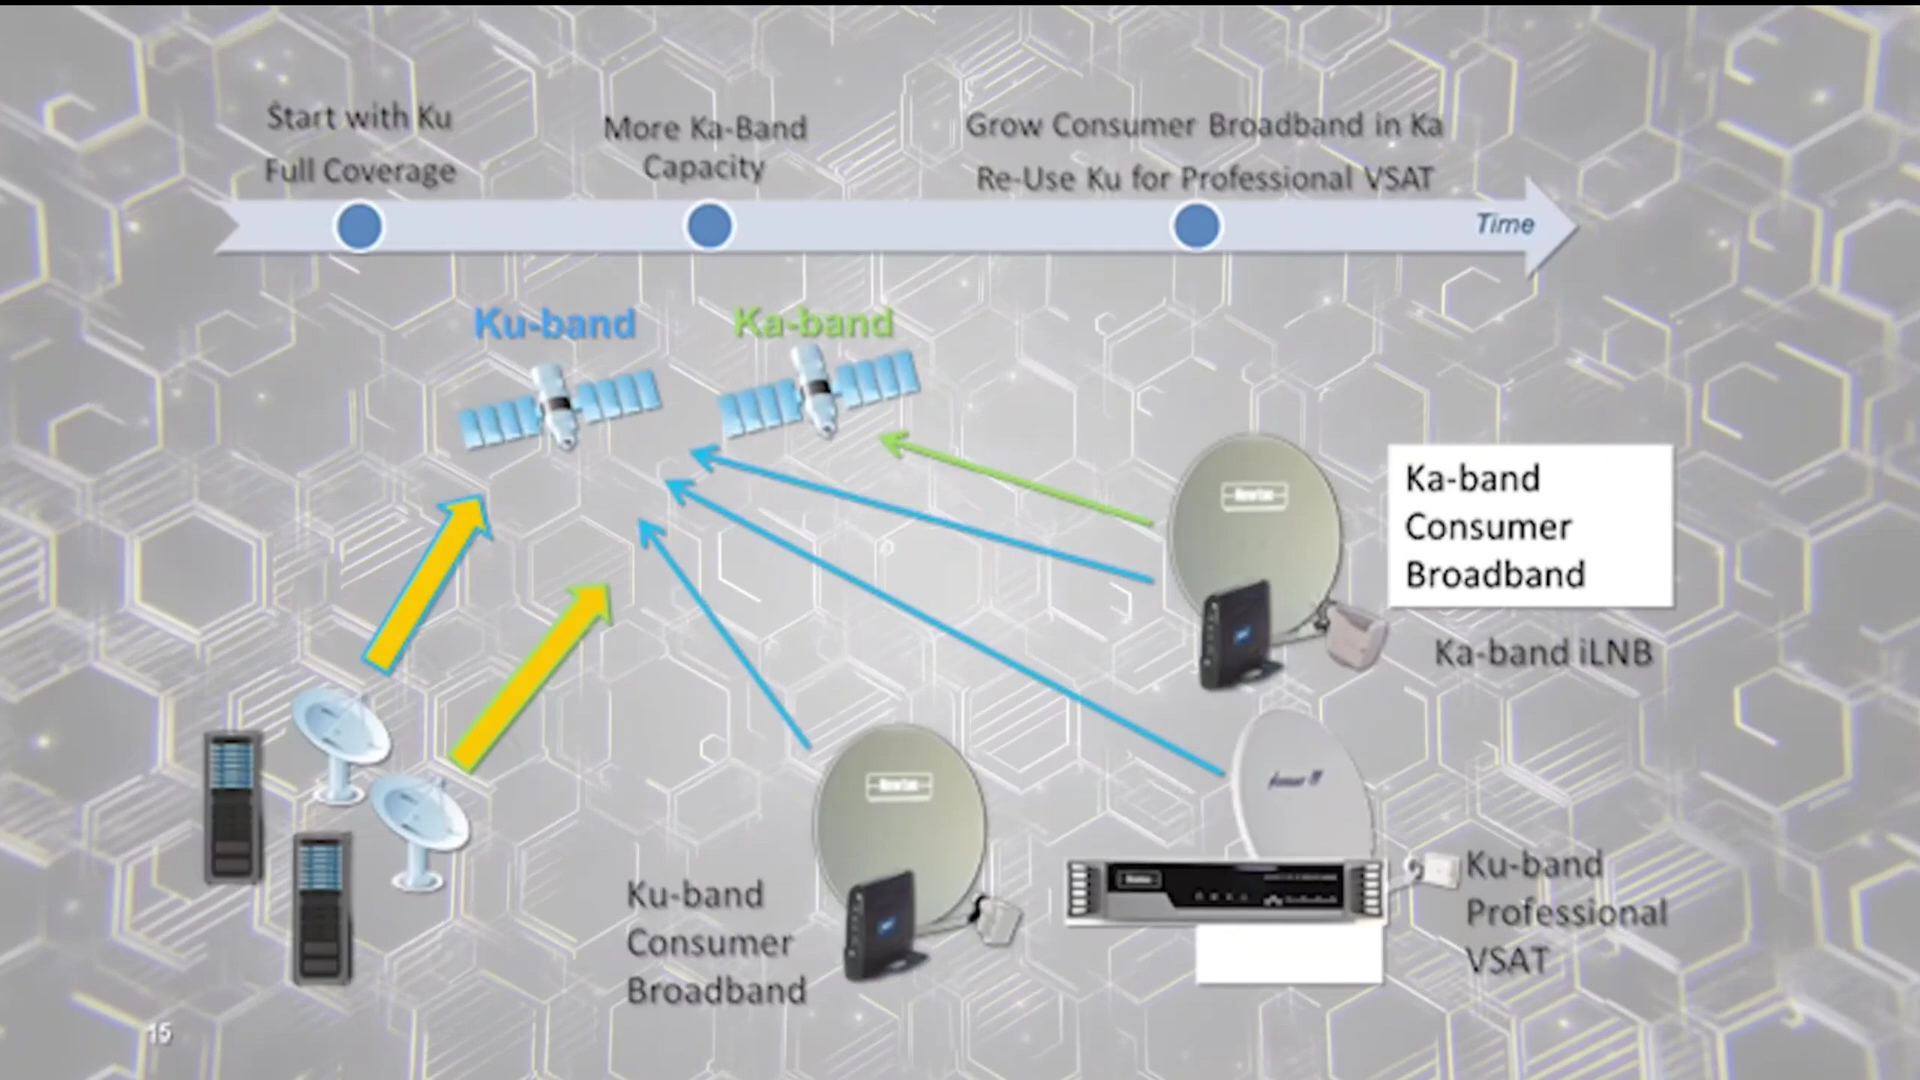 Start with Ku
Full Coverage
More Ka-Band
Capacity
Grow Consumer Broadband in Ka
Re-Use Ku for Professional VSAT
Time
Ku-band
Ka-band
Ka-band
Consumer
Broadband
Ka-band iLNB
Ku-band
Consumer
Broadband
Ku-band
Professional
VSAT
15